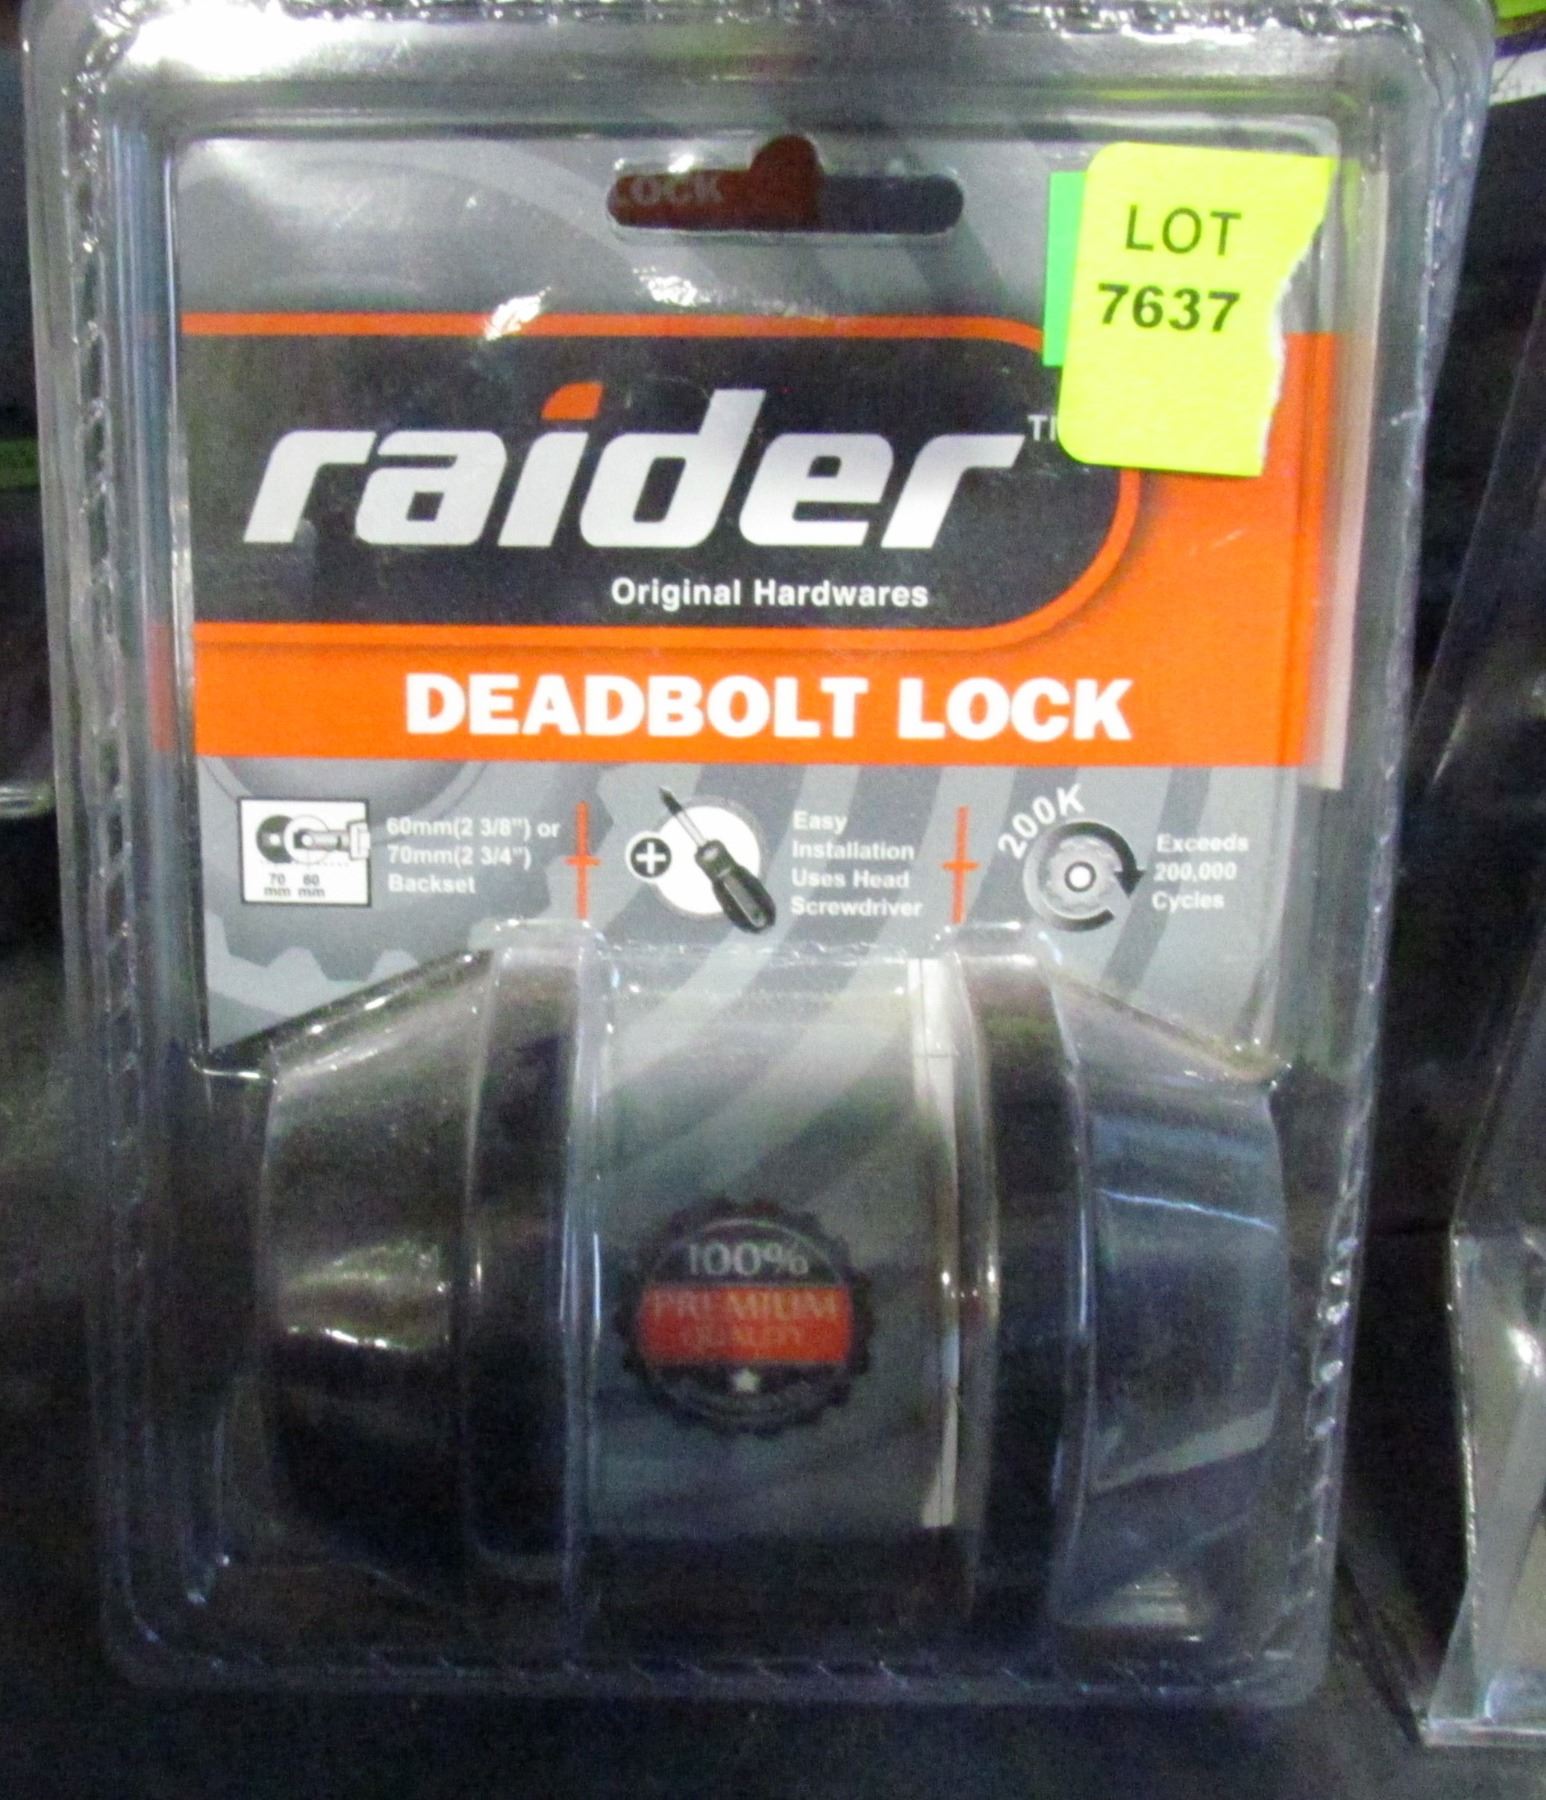 LOCK
LOT
7637
raider
Original Hardwares
DEADBOLT LOCK
60mm(2 3/8") or
70mm(2 3/4")
Backset
70 60
mm mm
Easy
Installation
Uses Head
Screwdriver
200K
Exceeds
200,000
Cycles
100%
PREMIUM
QUALITY